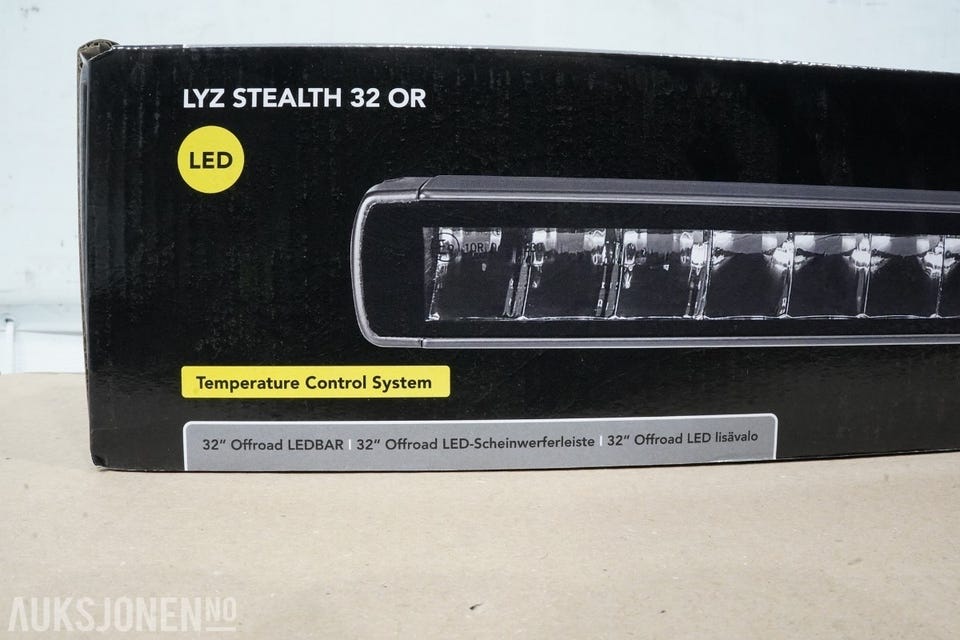 LYZ STEALTH 32 OR
LED
10R
Temperature Control System
32" Offroad LEDBAR | 32" Offroad LED-Scheinwerferleiste | 32" Offroad LED lisävalo
AUKSJONEN.NO